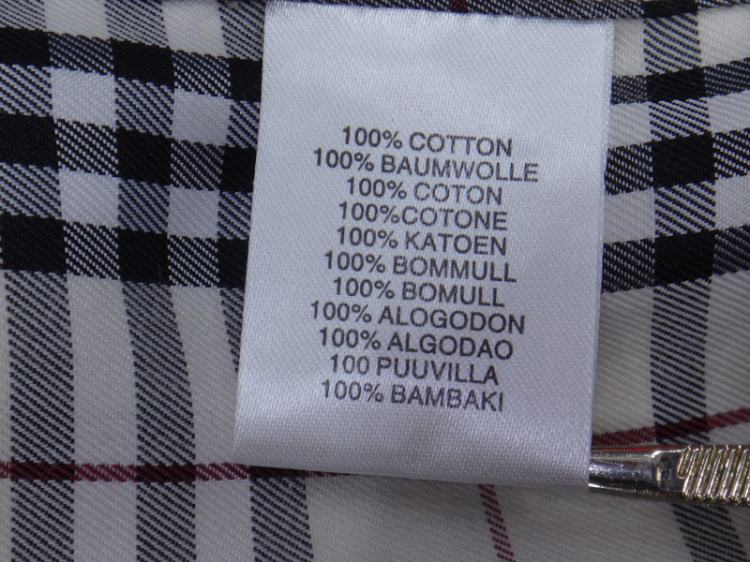 100% COTTON
100% BAUMWOLLE
100% COTON
100%COTONE
100% KATOEN
100% BOMMULL
100% BOMULL
100% ALOGODON
100% ALGODAO
100 PUUVILLA
100% BAMBAKI